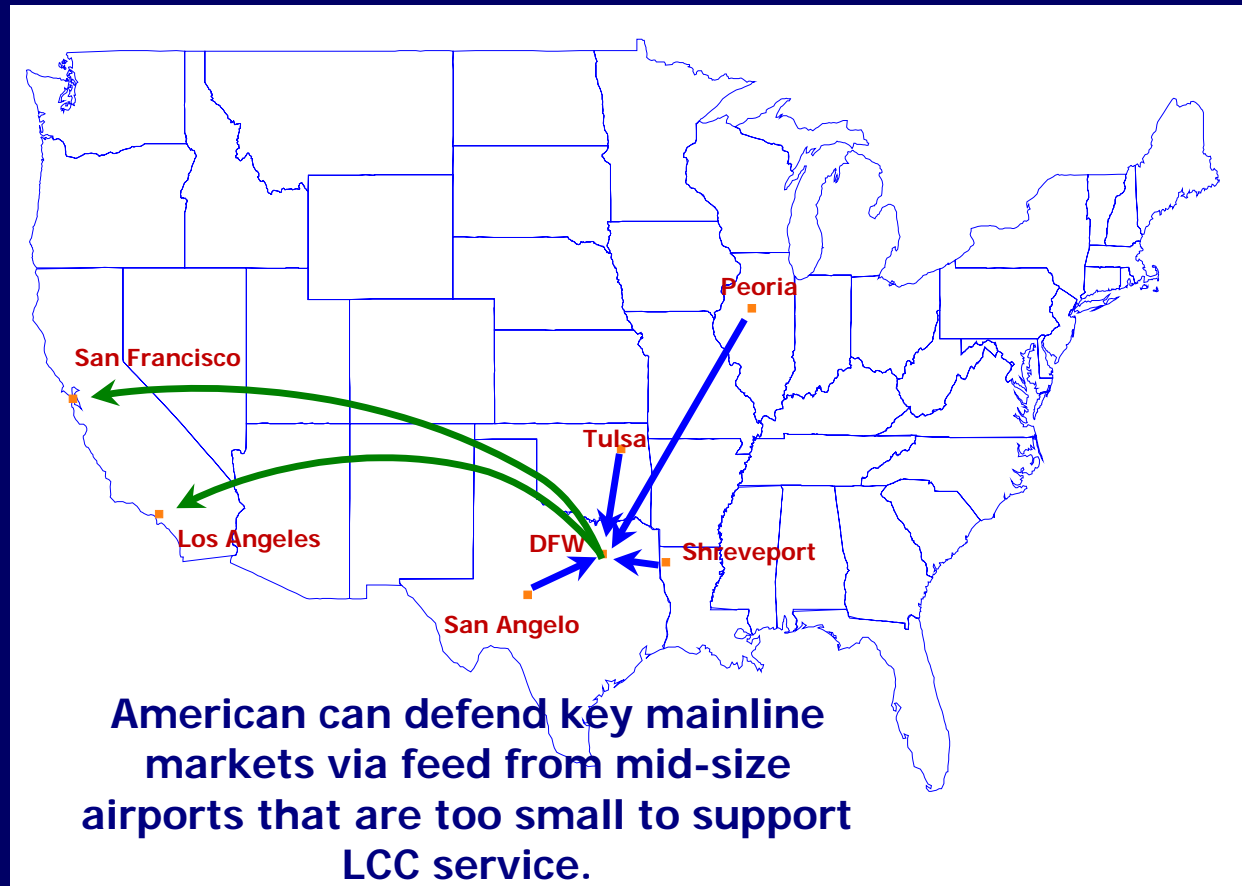 Peoria
San Francisco
Tulsa
Los Angeles
DFW
Shreveport
San Angelo
American can defend key mainline
markets via feed from mid-size
airports that are too small to support
LCC service.